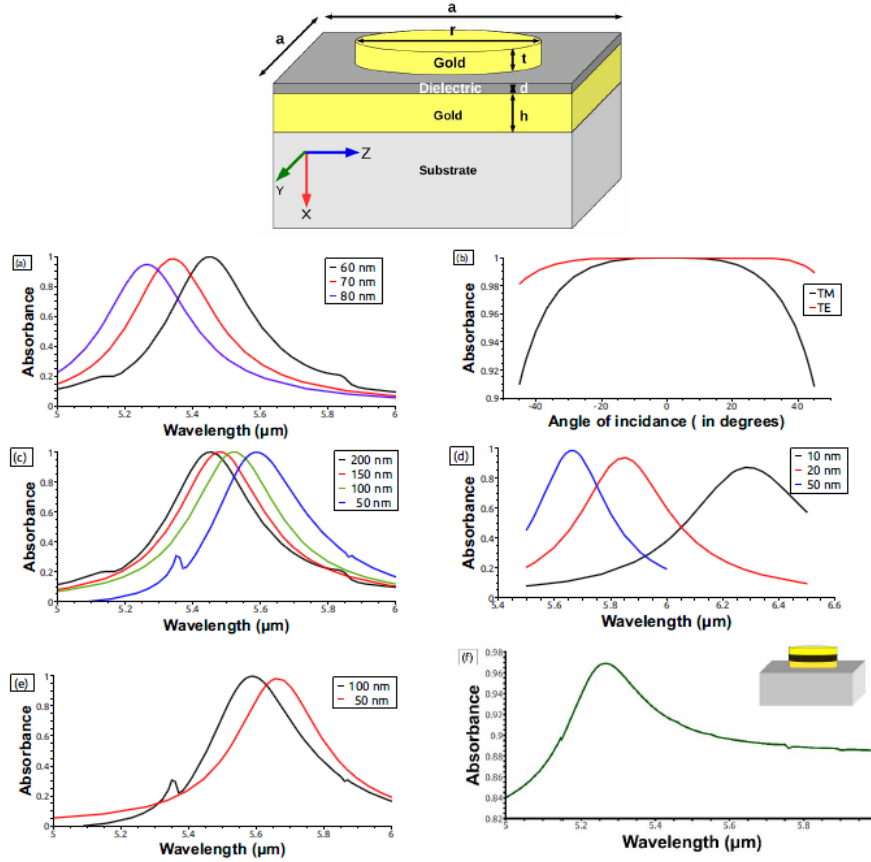 a
a
r
Gold
t
Dielectric
d
Gold
h
Substrate
Z
Y
X
(a)
60 nm
70 nm
80 nm
Absorbance
1
0.8
0.6
0.4
0.2
0
5
5.2
5.4
5.6
5.8
6
Wavelength (μm)
(b)
TM
TE
Absorbance
1
0.98
0.96
0.94
0.92
0.9
-40
-20
0
20
40
Angle of incidance ( in degrees)
(c)
200 nm
150 nm
100 nm
50 nm
Absorbance
1
0.8
0.6
0.4
0.2
0
5
5.2
5.4
5.6
5.8
6
Wavelength (μm)
(d)
10 nm
20 nm
50 nm
Absorbance
1
0.8
0.6
0.4
0.2
0
5.4
5.6
5.8
6
6.2
6.4
6.6
Wavelength (μm)
(e)
100 nm
50 nm
Absorbance
1
0.8
0.6
0.4
0.2
0
5
5.2
5.4
5.6
5.8
6
Wavelength (μm)
(f)
Absorbance
0.98
0.96
0.94
0.92
0.9
0.88
0.86
0.84
0.82
5
5.2
5.4
5.6
5.8
Wavelength (μm)